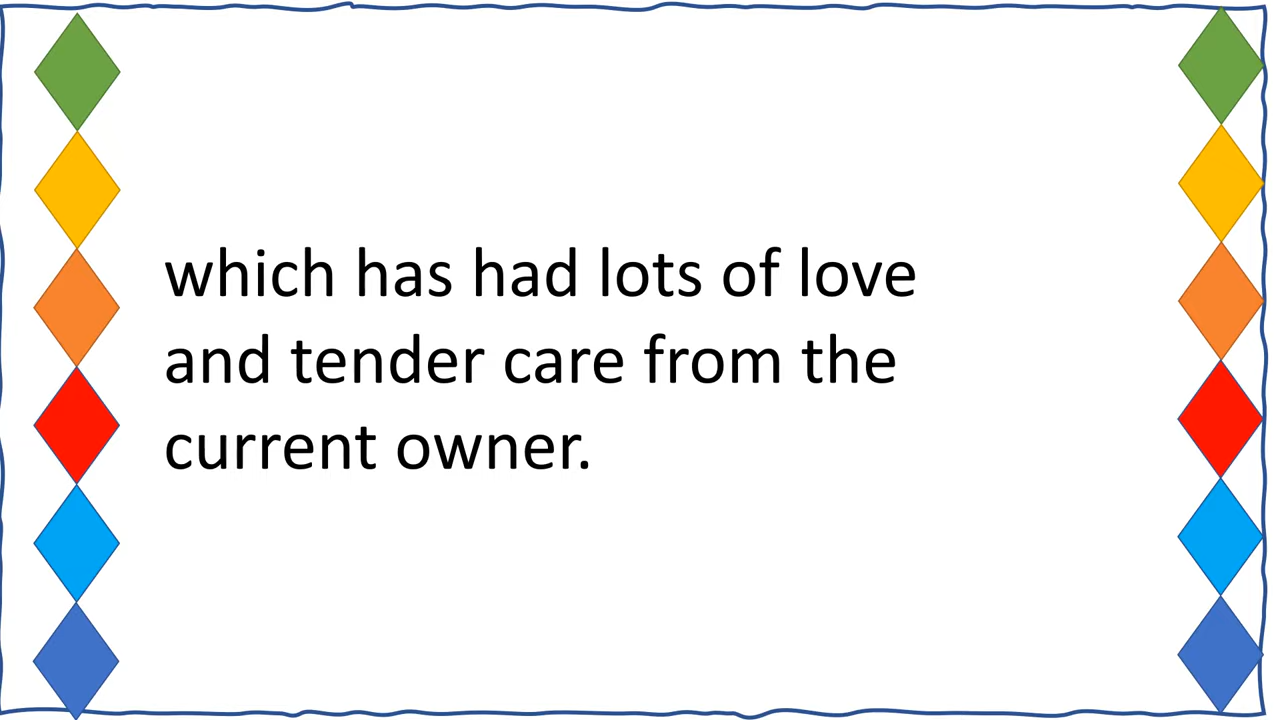 which has had lots of love
and tender care from the
current owner.